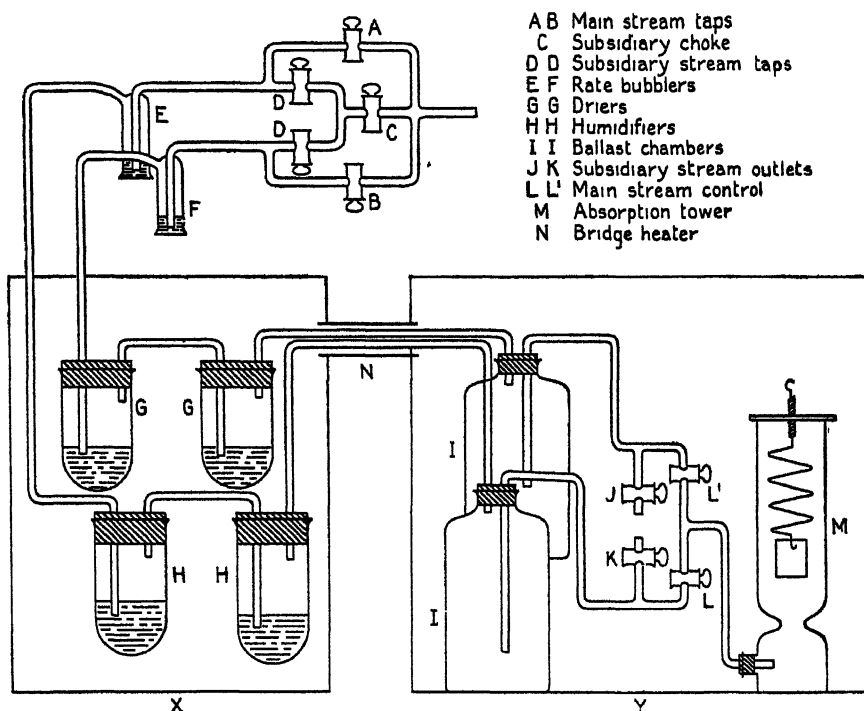 A B Main stream taps
C Subsidiary choke
D D Subsidiary stream taps
E F Rate bubblers
G G Driers
H H Humidifiers
I I Ballast chambers
J K Subsidiary stream outlets
L L' Main stream control
M Absorption tower
N Bridge heater
A
D
E
C
D
F
B
N
G
G
I
J
L'
M
H
H
K
I
L
X
Y